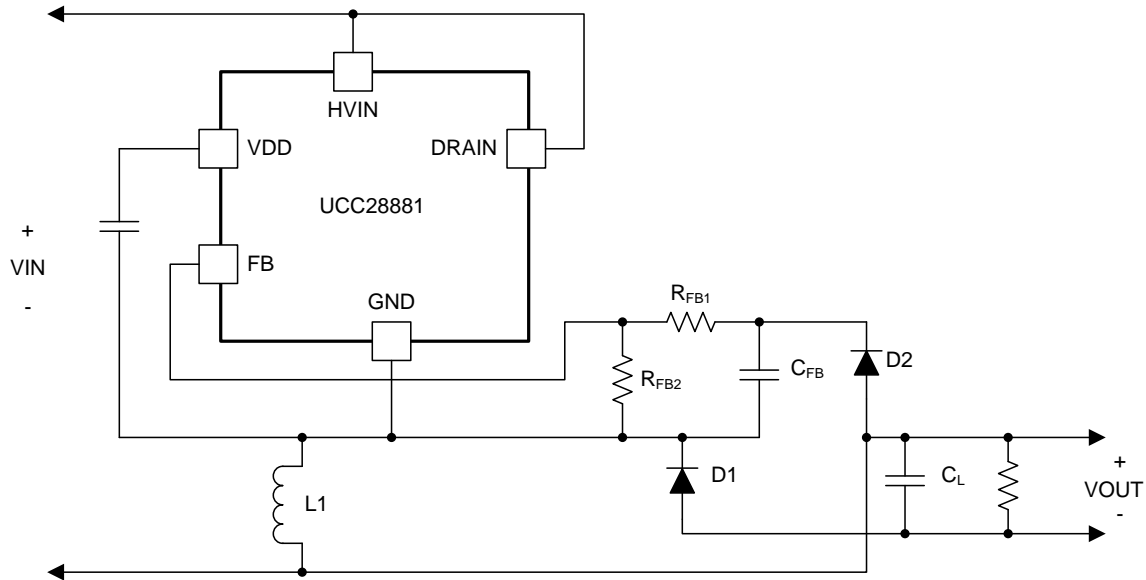 HVIN
VDD
DRAIN
UCC28881
+
VIN
-
FB
GND
RFB1
RFB2
CFB
D2
L1
D1
CL
+
VOUT
-